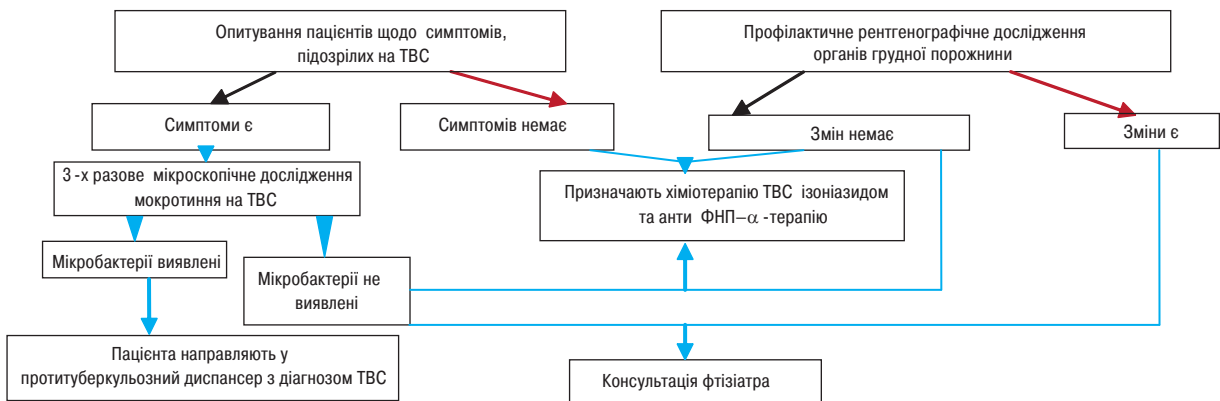 Опитування пацієнтів щодо симптомів,
підозрілих на ТВС
Профілактичне рентгенографічне дослідження
органів грудної порожнини
Симптоми є
Симптомів немає
Змін немає
Зміни є
3 -х разове мікроскопічне дослідження
мокротиння на ТВС
Призначають хіміотерапію ТВС ізоніазидом
та анти ФНП–α -терапію
Мікробактерії виявлені
Мікробактерії не
виявлені
Пацієнта направляють у
протитуберкульозний диспансер з діагнозом ТВС
Консультація фтізіатра